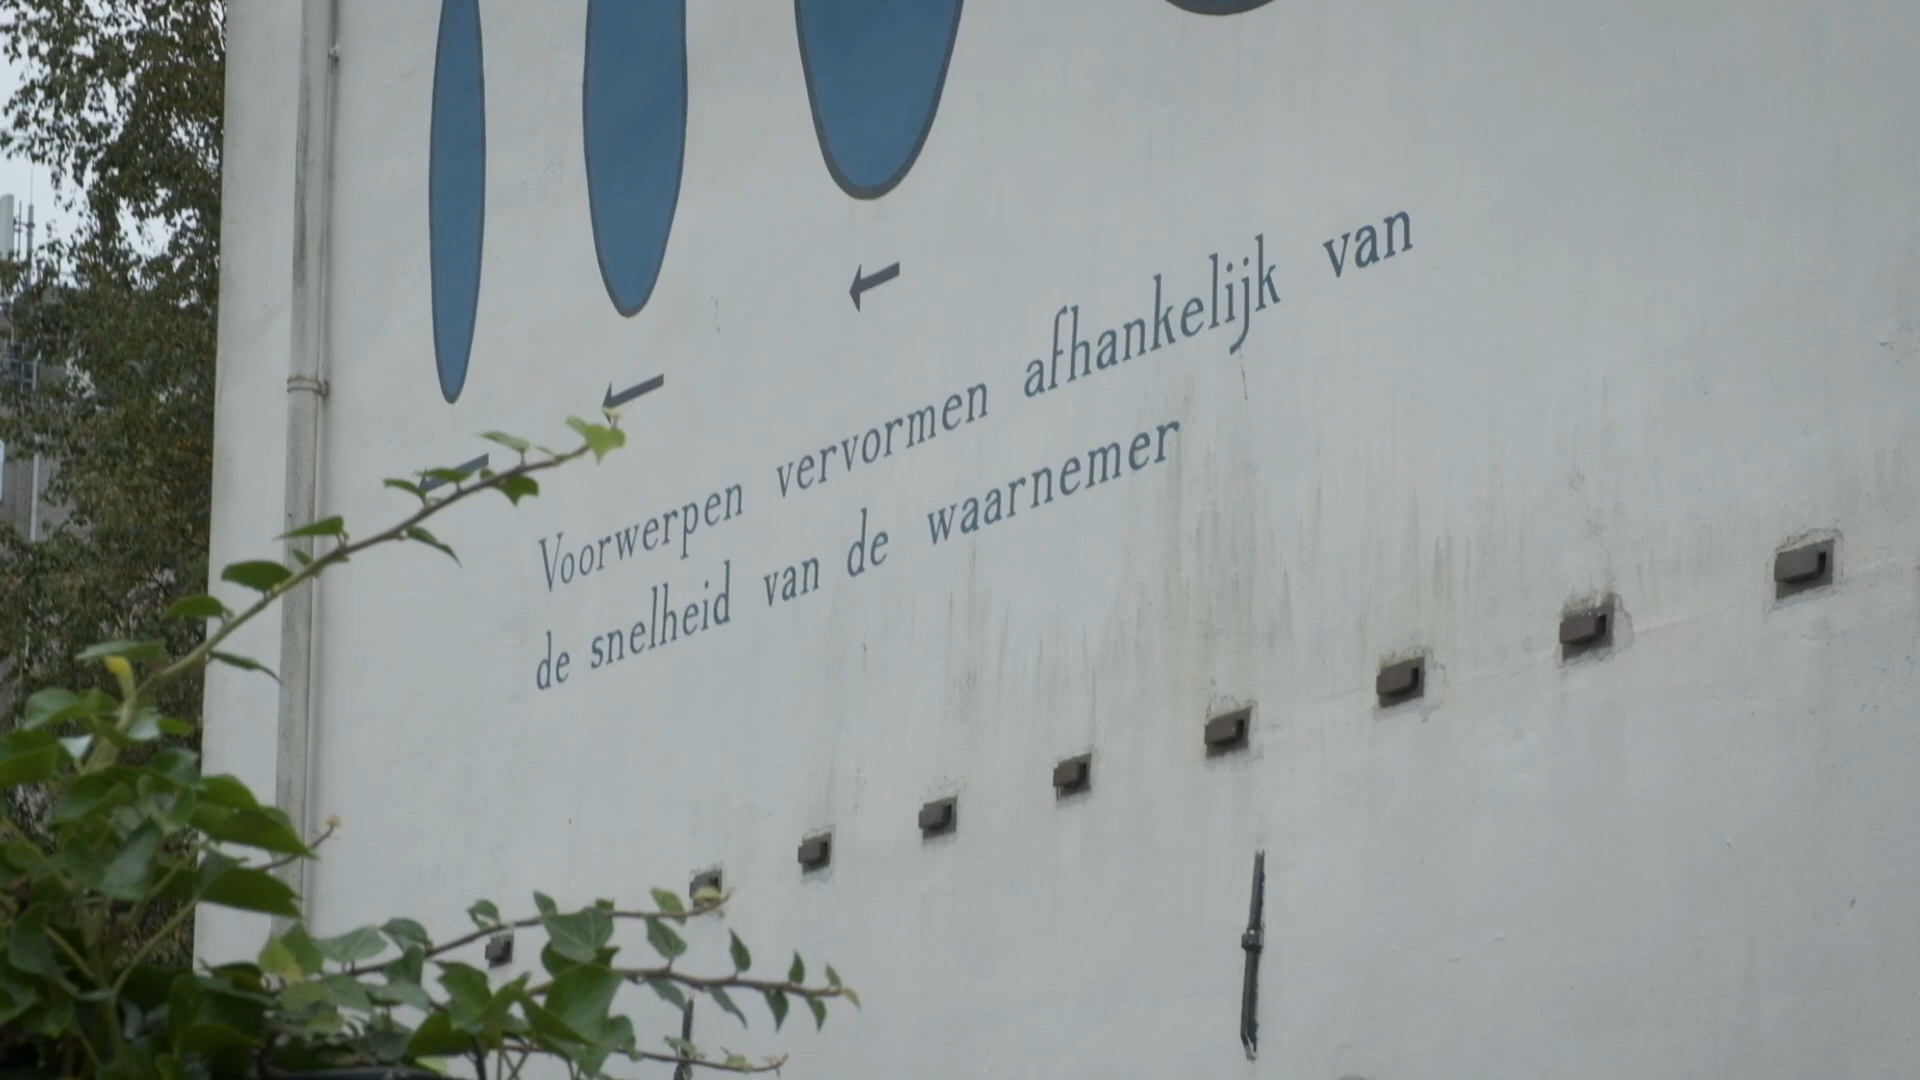 Voorwerpen vervormen afhankelijk van
de snelheid van de waarnemer